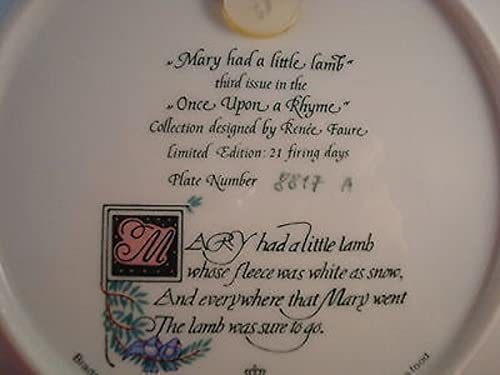 „Mary had a little lamb“
third issue in the
„Once Upon a Rhyme“
Collection designed by Renée Faure
Limited Edition: 21 firing days
Plate Number 8817 A
MARY had a little lamb
whose fleece was white as snow,
And everywhere that Mary went
The lamb was sure to go.
food